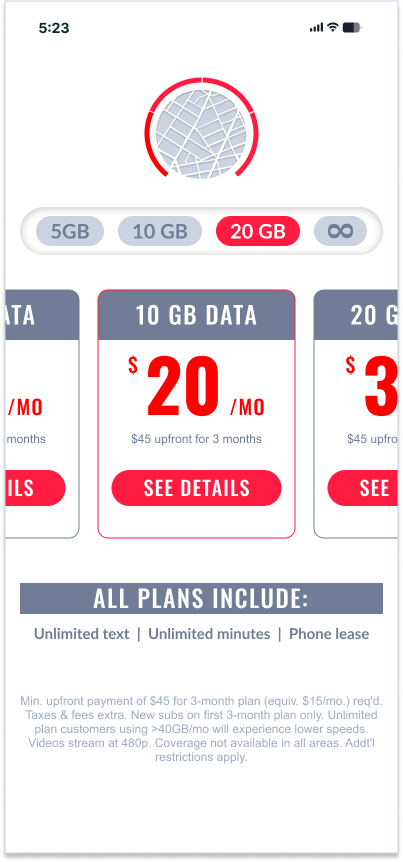 5:23
5GB 10 GB 20 GB ∞
ATA 10 GB DATA 20 G
$ 20 /MO
/MO $ 3
months $45 upfront for 3 months $45 upfro
ILS SEE DETAILS SEE
ALL PLANS INCLUDE:
Unlimited text | Unlimited minutes | Phone lease
Min. upfront payment of $45 for 3-month plan (equiv. $15/mo.) req'd.
Taxes & fees extra. New subs on first 3-month plan only. Unlimited
plan customers using >40GB/mo will experience lower speeds.
Videos stream at 480p. Coverage not available in all areas. Addt'l
restrictions apply.